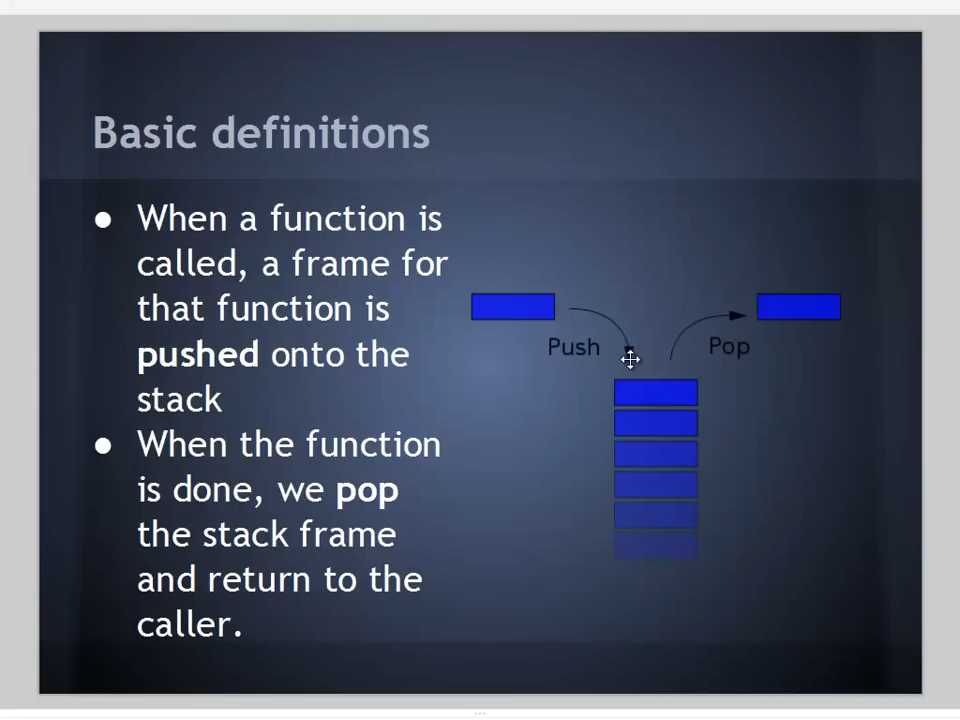 Basic definitions
● When a function is
called, a frame for
that function is
pushed onto the
stack
● When the function
is done, we pop
the stack frame
and return to the
caller.
Push
Pop